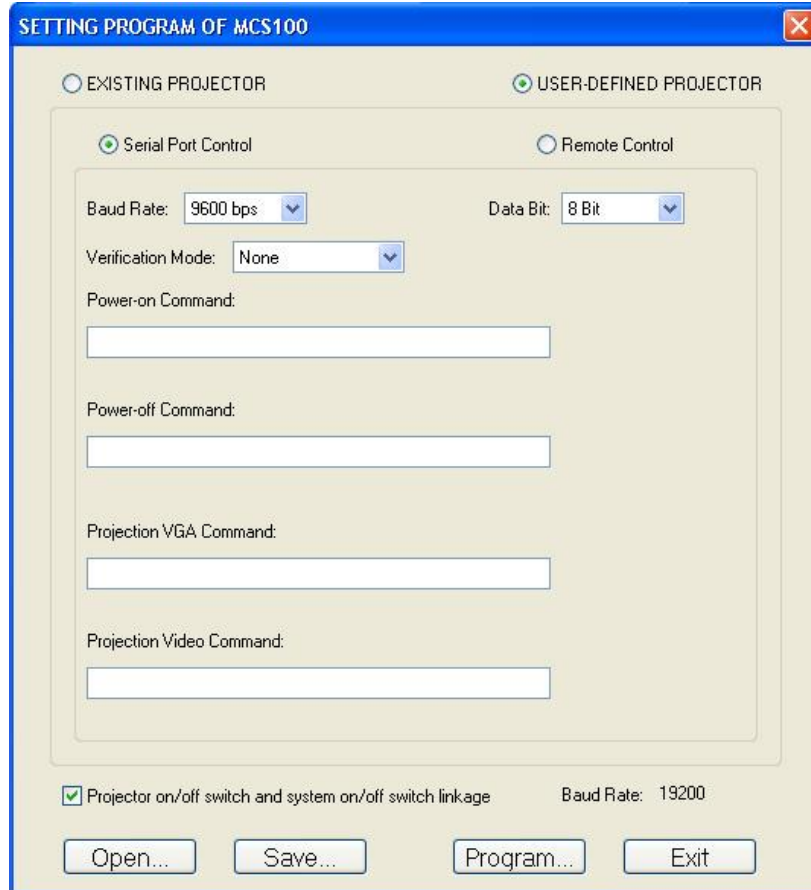 SETTING PROGRAM OF MCS100
EXISTING PROJECTOR USER-DEFINED PROJECTOR
Serial Port Control Remote Control
Baud Rate: 9600 bps Data Bit: 8 Bit
Verification Mode: None
Power-on Command:
Power-off Command:
Projection VGA Command:
Projection Video Command:
Projector on/off switch and system on/off switch linkage Baud Rate: 19200
Open... Save... Program... Exit